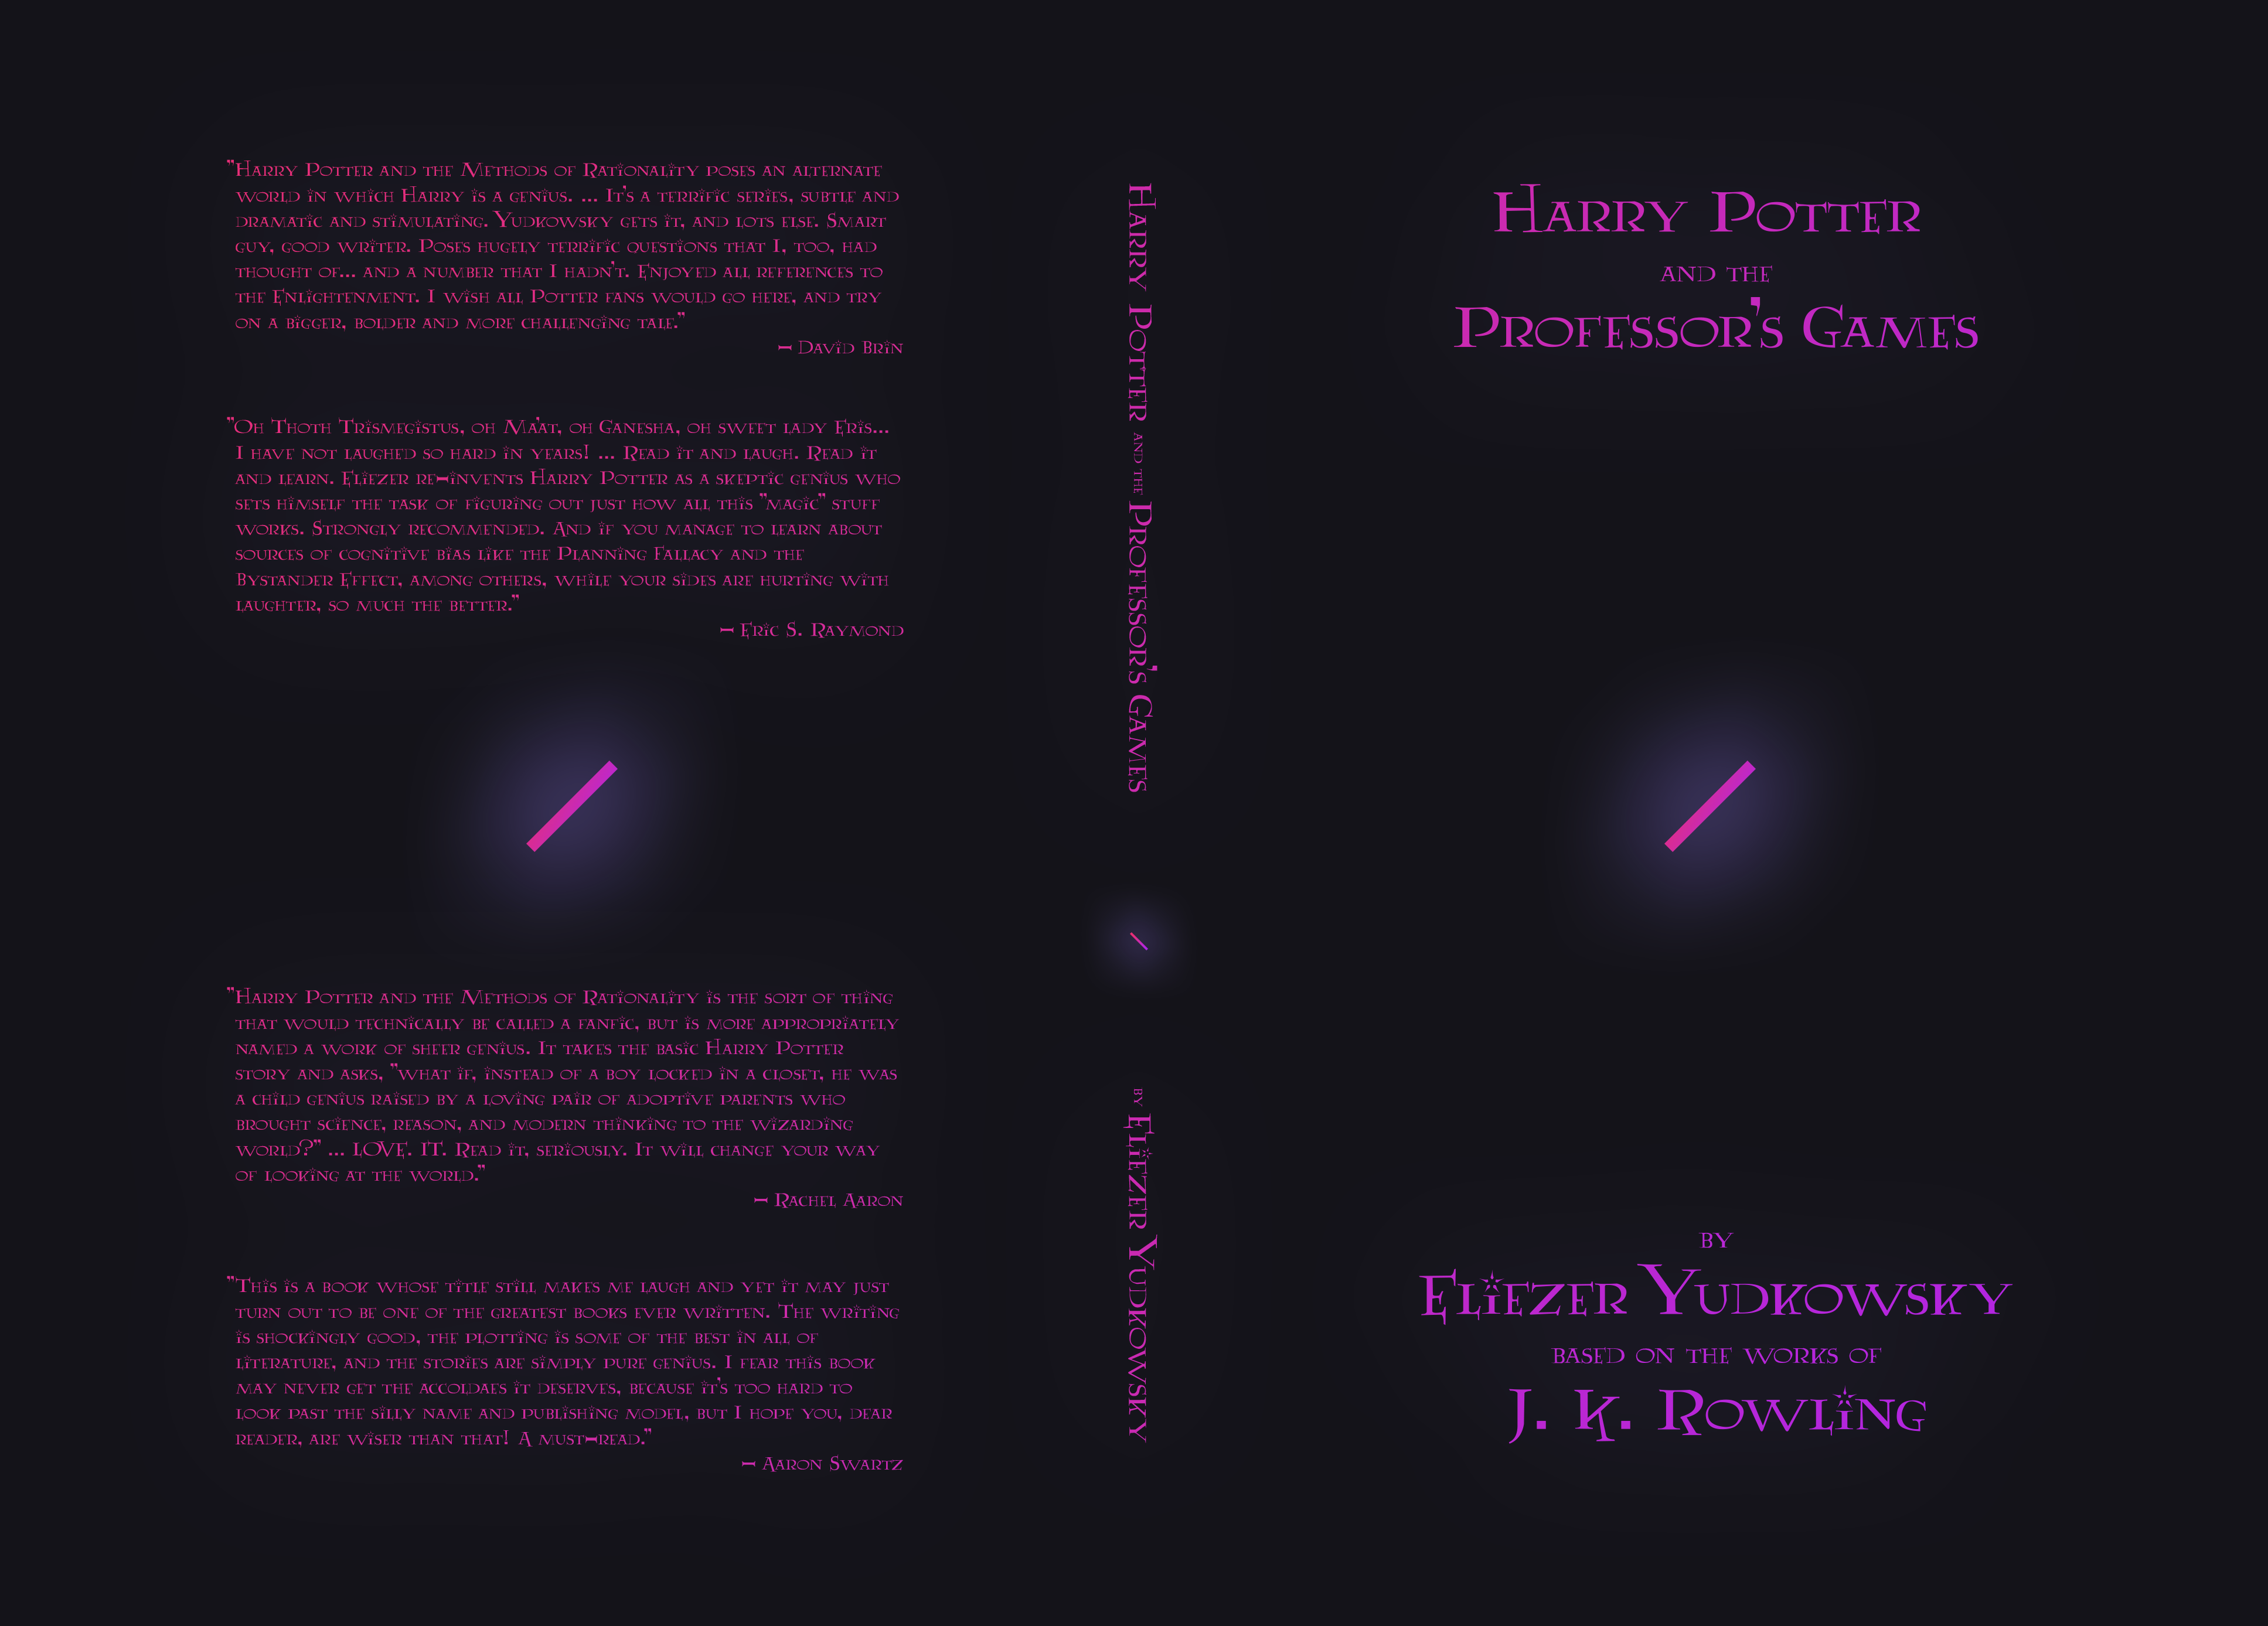 "Harry Potter and the Methods of Rationality poses an alternate
world in which Harry is a genius. ... It's a terrific series, subtle and
dramatic and stimulating. Yudkowsky gets it, and lots else. Smart
guy, good writer. Poses hugely terrific questions that I, too, had
thought of... and a number that I hadn't. Enjoyed all references to
the Enlightenment. I wish all Potter fans would go here, and try
on a bigger, bolder and more challenging tale."
- David Brin
"Oh Thoth Trismegistus, oh Ma'at, oh Ganesha, oh sweet lady Eris...
I have not laughed so hard in years! ... Read it and laugh. Read it
and learn. Eliezer re-invents Harry Potter as a skeptic genius who
sets himself the task of figuring out just how all this "magic" stuff
works. Strongly recommended. And if you manage to learn about
sources of cognitive bias like the Planning Fallacy and the
Bystander Effect, among others, while your sides are hurting with
laughter, so much the better."
- Eric S. Raymond
"Harry Potter and the Methods of Rationality is the sort of thing
that would technically be called a fanfic, but is more appropriately
named a work of sheer genius. It takes the basic Harry Potter
story and asks, "what if, instead of a boy locked in a closet, he was
a child genius raised by a loving pair of adoptive parents who
brought science, reason, and modern thinking to the wizarding
world?" ... LOVE. IT. Read it, seriously. It will change your way
of looking at the world."
- Rachel Aaron
"This is a book whose title still makes me laugh and yet it may just
turn out to be one of the greatest books ever written. The writing
is shockingly good, the plotting is some of the best in all of
literature, and the stories are simply pure genius. I fear this book
may never get the accoldaes it deserves, because it's too hard to
look past the silly name and publishing model, but I hope you, dear
reader, are wiser than that! A must-read."
- Aaron Swartz
Harry Potter and the Professor's Games
by Eliezer Yudkowsky
Harry Potter
and the
Professor's Games
by
Eliezer Yudkowsky
based on the works of
J. K. Rowling